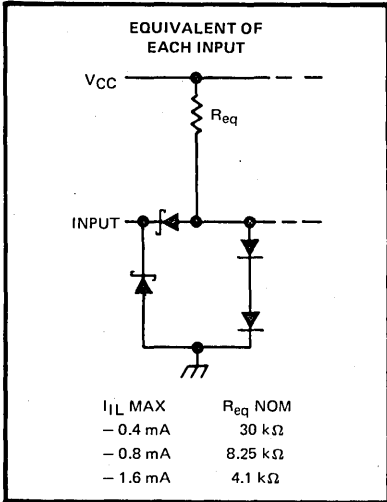 EQUIVALENT OF
EACH INPUT
VCC
Req
INPUT
IIL MAX Req NOM
– 0.4 mA 30 kΩ
– 0.8 mA 8.25 kΩ
– 1.6 mA 4.1 kΩ